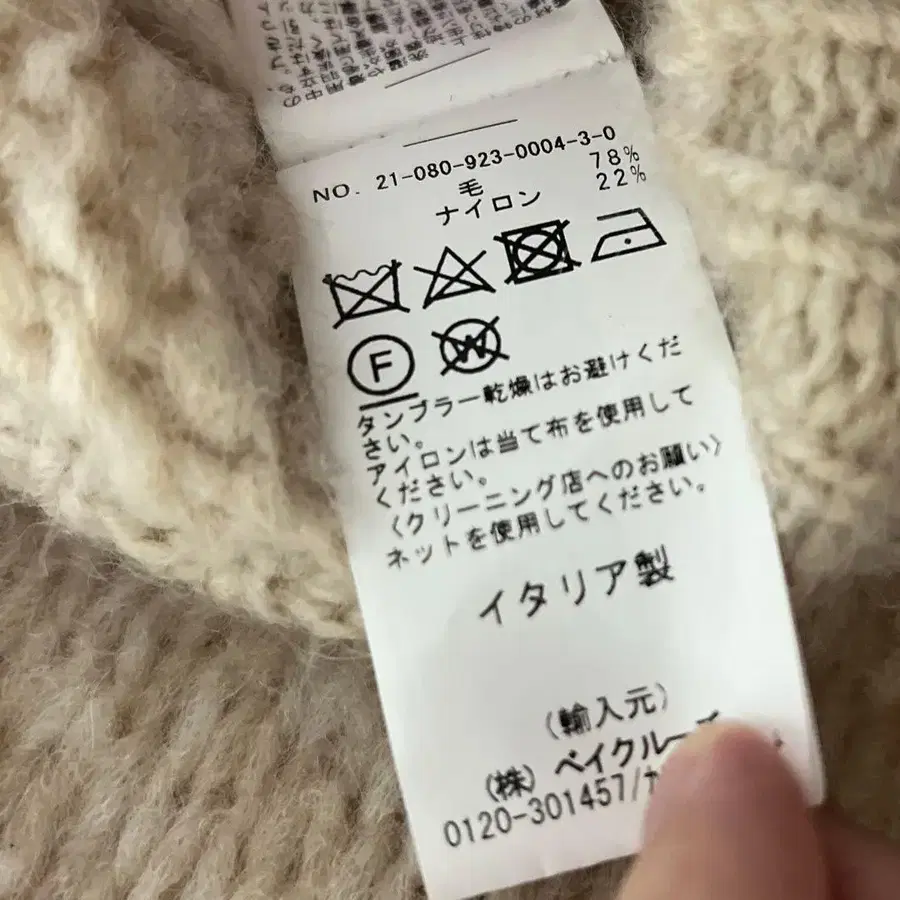 NO. 21-080-923-0004-3-0
毛 78%
ナイロン 22%
F W
タンブラー乾燥はお避けくだ
さい。
アイロンは当て布を使用して
ください。
〈クリーニング店へのお願い〉
ネットを使用してください。
イタリア製
(輸入元)
(株) ベイクルーズ
0120-301457/